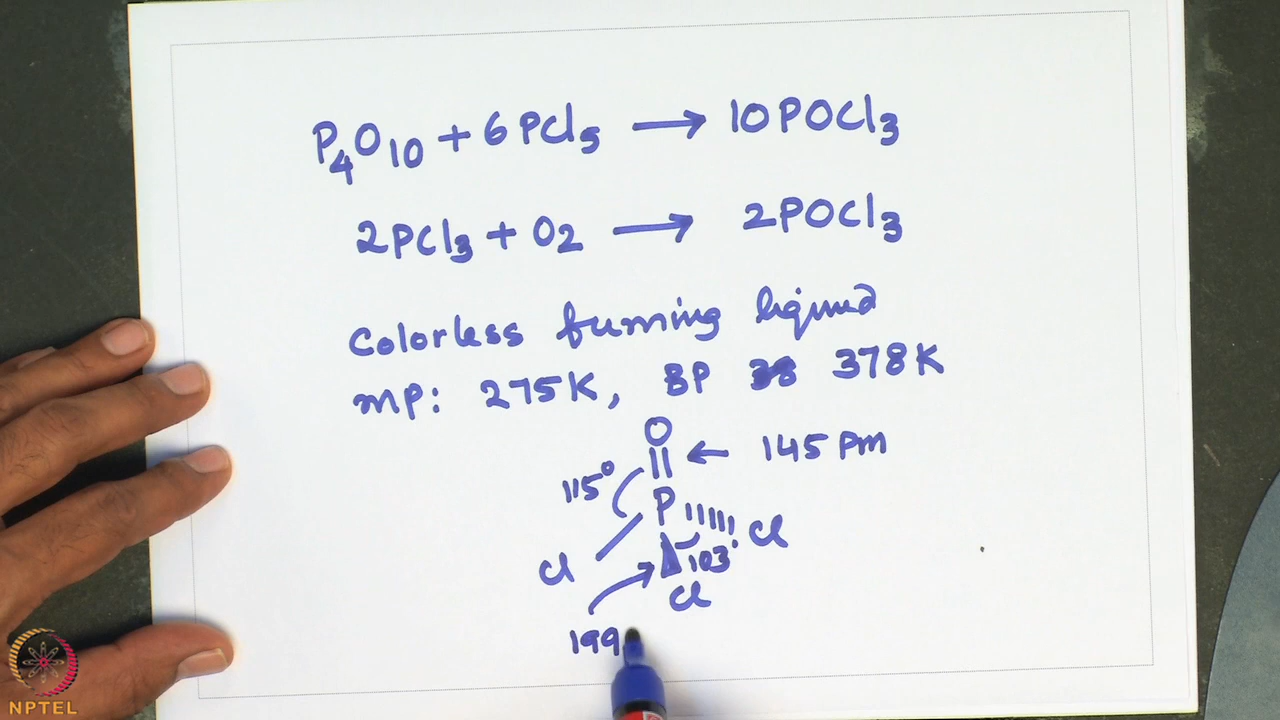 P4O10 + 6PCl5 → 10POCl3
2PCl3 + O2 → 2POCl3
Colorless fuming liquid
MP: 275K, BP 378K
O
115° ← 145 Pm
P
Cl 103° Cl
Cl
199
NPTEL